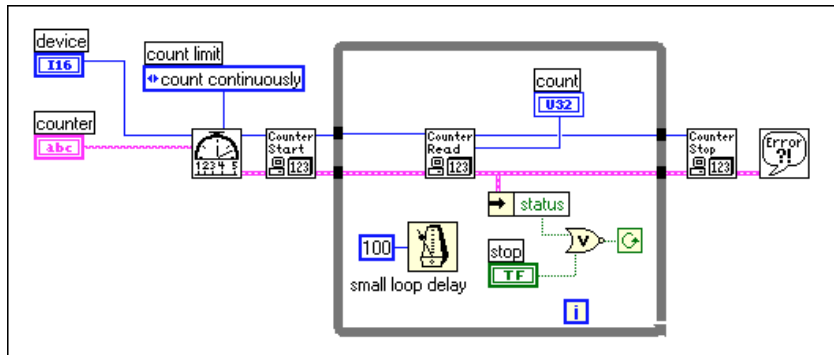 device
I16
count limit
count continuously
counter
abc
1 2 3 4 5
Counter
Start
123
Counter
Read
123
count
U32
Counter
Stop
123
Error
?!
status
100
small loop delay
stop
TF
V
i